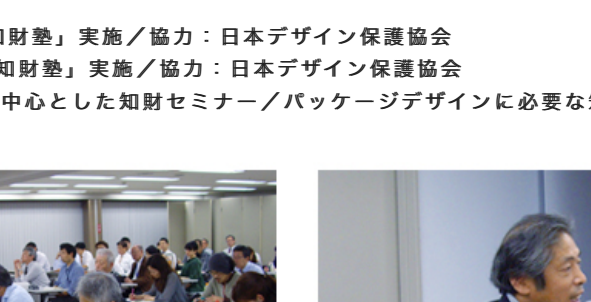 知財塾」実施／協力：日本デザイン保護協会
知財塾」実施／協力：日本デザイン保護協会
中心とした知財セミナー／パッケージデザインに必要な